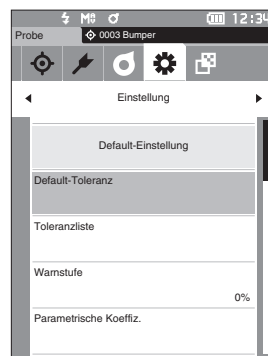 12:34
Probe
0003 Bumper
Einstellung
Default-Einstellung
Default-Toleranz
Toleranzliste
Warnstufe
0%
Parametrische Koeffiz.